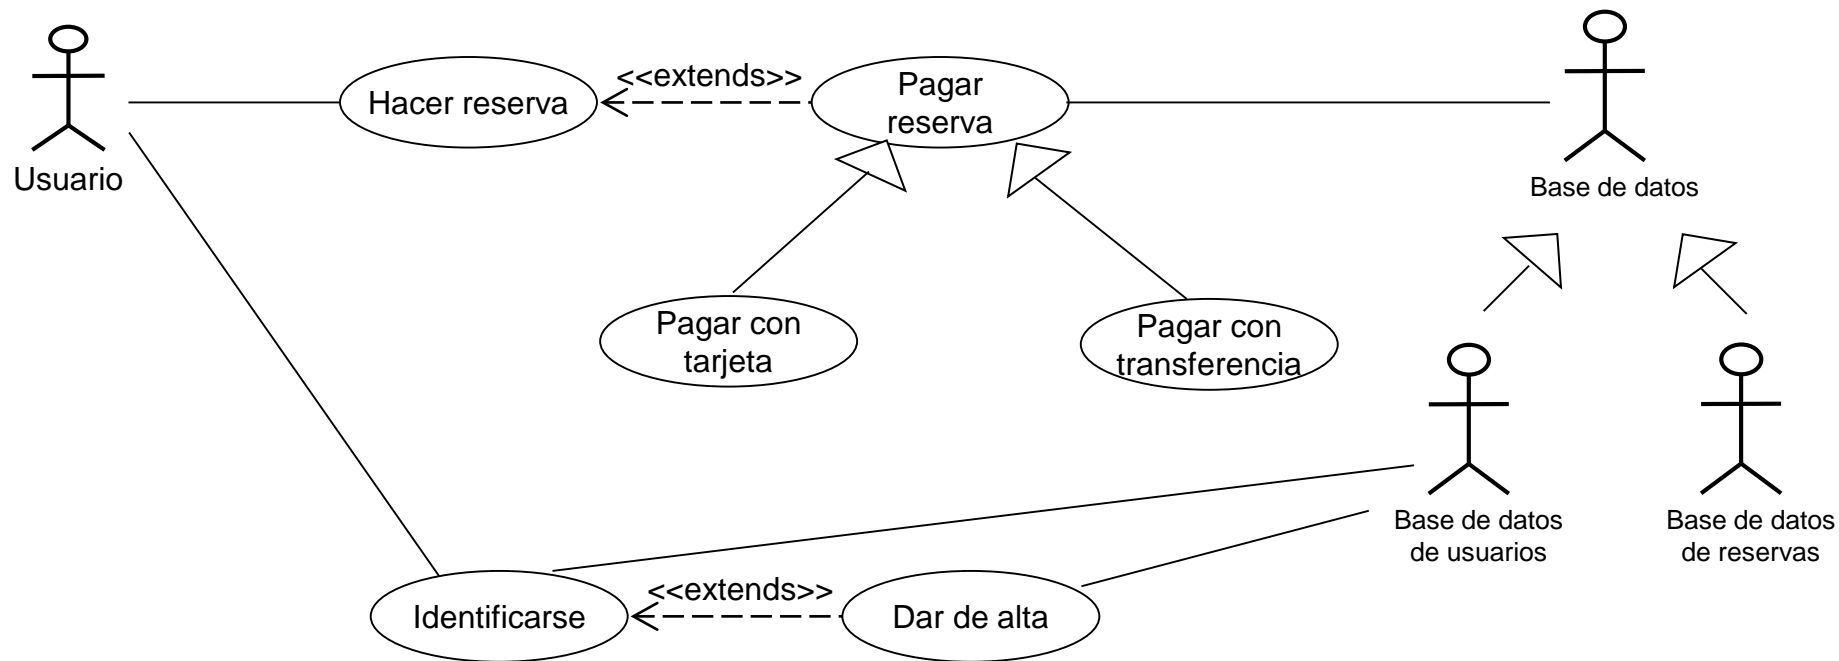 <<extends>>
Pagar
reserva
Hacer reserva
Usuario
Base de datos
Pagar con
tarjeta
Pagar con
transferencia
Base de datos
de usuarios
Base de datos
de reservas
<<extends>>
Identificarse
Dar de alta